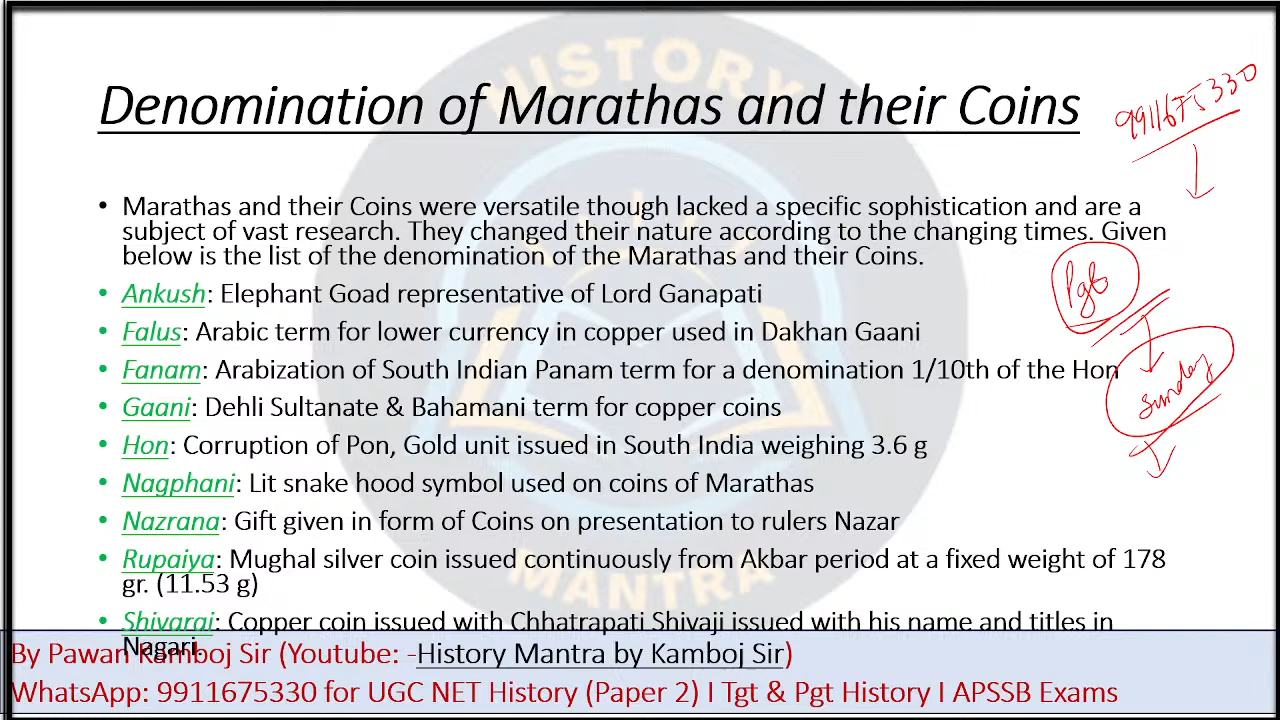 HISTORY
Denomination of Marathas and their Coins
9911675330
• Marathas and their Coins were versatile though lacked a specific sophistication and are a
subject of vast research. They changed their nature according to the changing times. Given
below is the list of the denomination of the Marathas and their Coins.
Pgt
• Ankush: Elephant Goad representative of Lord Ganapati
• Falus: Arabic term for lower currency in copper used in Dakhan Gaani
• Fanam: Arabization of South Indian Panam term for a denomination 1/10th of the Hon
Sunday
• Gaani: Dehli Sultanate & Bahamani term for copper coins
• Hon: Corruption of Pon, Gold unit issued in South India weighing 3.6 g
• Nagphani: Lit snake hood symbol used on coins of Marathas
• Nazrana: Gift given in form of Coins on presentation to rulers Nazar
• Rupaiya: Mughal silver coin issued continuously from Akbar period at a fixed weight of 178
gr. (11.53 g)
MANTRA
• Shivarai: Copper coin issued with Chhatrapati Shivaji issued with his name and titles in
Nagari.
By Pawan Kamboj Sir (Youtube: -History Mantra by Kamboj Sir)
WhatsApp: 9911675330 for UGC NET History (Paper 2) I Tgt & Pgt History I APSSB Exams